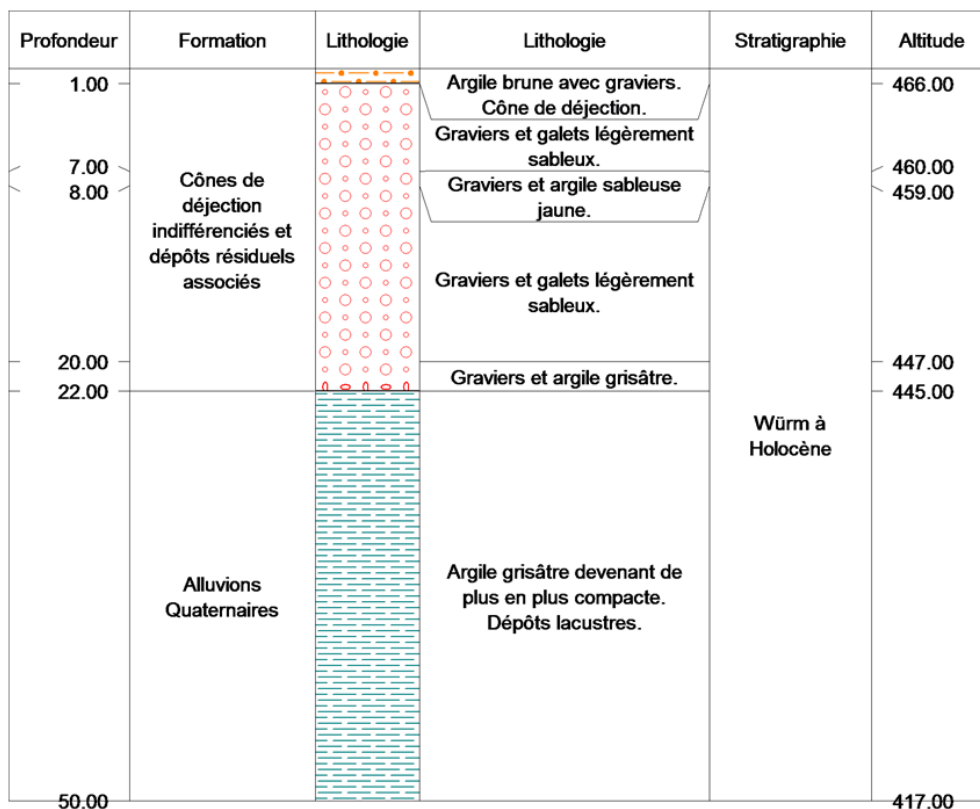 Profondeur Formation Lithologie Lithologie Stratigraphie Altitude
1.00 Argile brune avec graviers. 466.00
Cône de déjection.
Graviers et galets légèrement
sableux.
7.00 460.00
8.00 Graviers et argile sableuse 459.00
jaune.
Cônes de
déjection
indifférenciés et
dépôts résiduels
associés
Graviers et galets légèrement
sableux.
20.00 447.00
Graviers et argile grisâtre.
22.00 445.00
Würm à
Holocène
Alluvions
Quaternaires
Argile grisâtre devenant de
plus en plus compacte.
Dépôts lacustres.
50.00 417.00